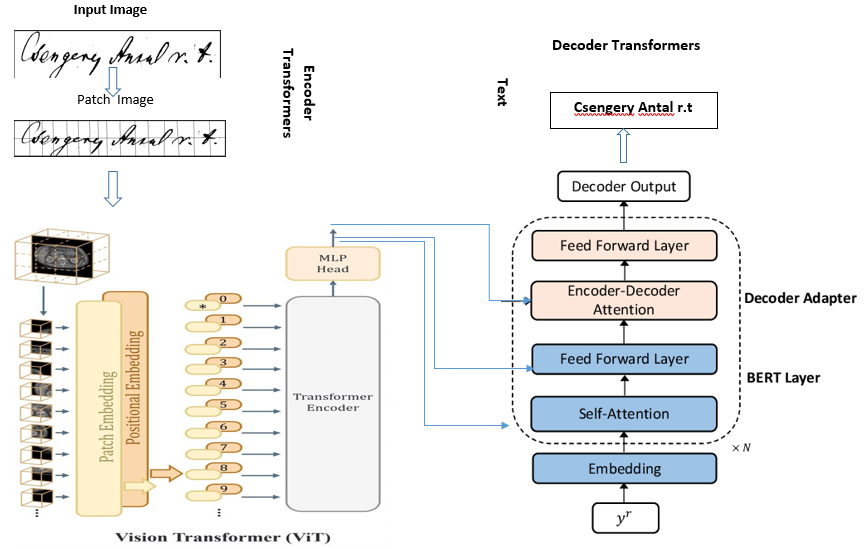 Input Image
Csengery Antal r. t.
Patch Image
Csengery Antal r. t.
Encoder
Transformers
MLP
Head
Patch Embedding
Positional Embedding
0
*
1
2
3
4
5
6
7
8
9
...
...
Transformer
Encoder
Vision Transformer (ViT)
Decoder Transformers
Text
Csengery Antal r.t
Decoder Output
Feed Forward Layer
Encoder-Decoder
Attention
Decoder Adapter
Feed Forward Layer
BERT Layer
Self-Attention
× N
Embedding
yʳ